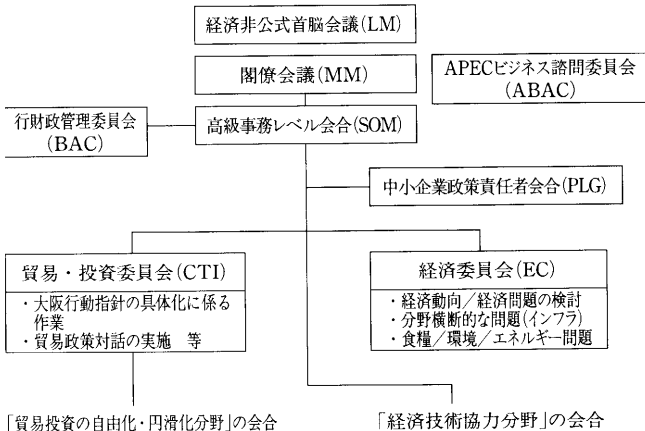 経済非公式首脳会議(LM)
閣僚会議(MM)
APECビジネス諮問委員会
(ABAC)
行財政管理委員会
(BAC)
高級事務レベル会合(SOM)
中小企業政策責任者会合(PLG)
貿易・投資委員会(CTI)
・大阪行動指針の具体化に係る
作業
・貿易政策対話の実施 等
経済委員会(EC)
・経済動向/経済問題の検討
・分野横断的な問題(インフラ)
・食糧/環境/エネルギー問題
「貿易投資の自由化・円滑化分野」の会合
「経済技術協力分野」の会合